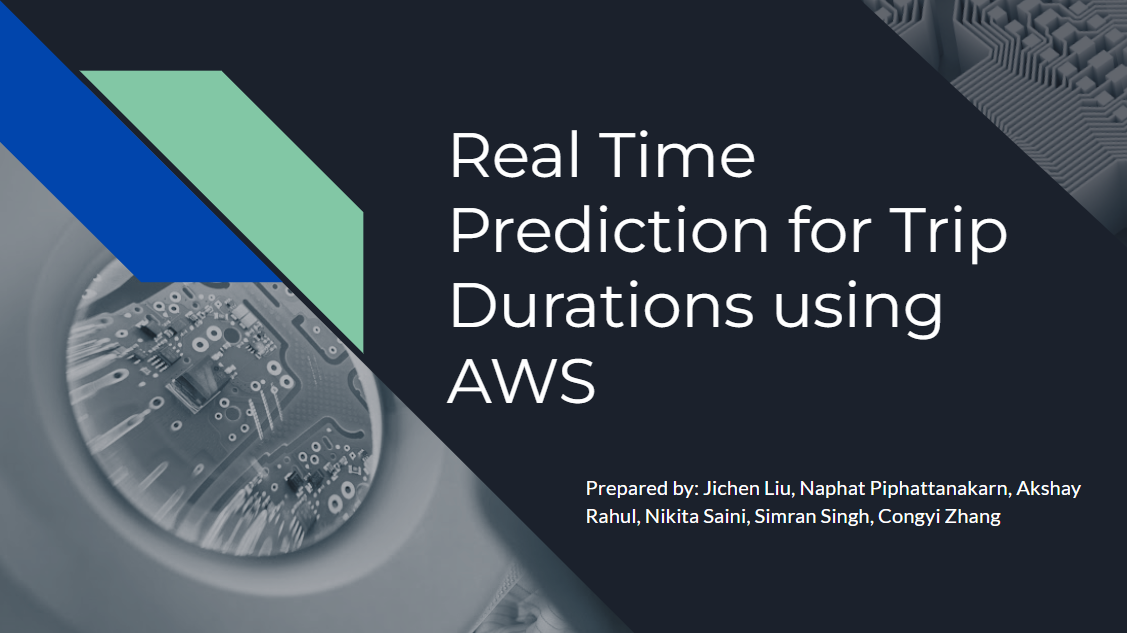 Real Time
Prediction for Trip
Durations using
AWS
Prepared by: Jichen Liu, Naphat Piphattanakarn, Akshay
Rahul, Nikita Saini, Simran Singh, Congyi Zhang